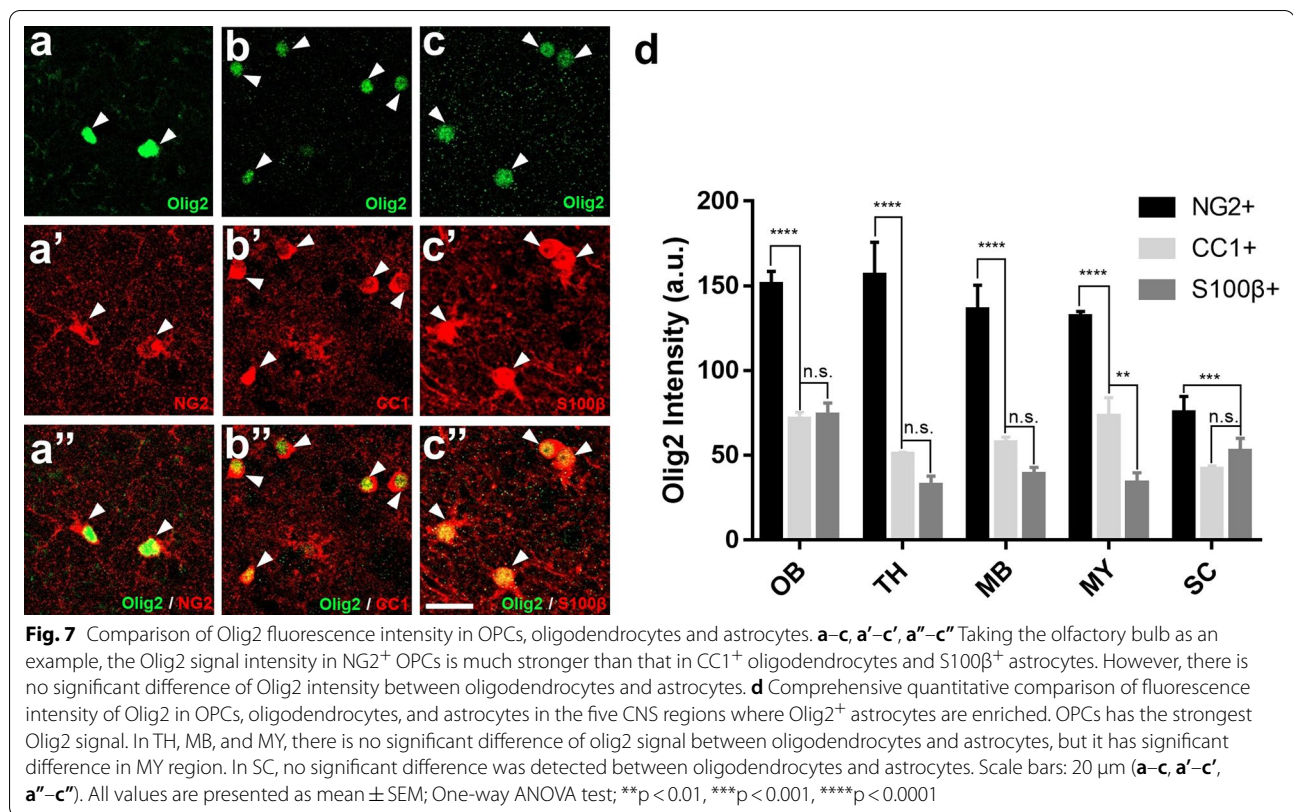 a
b
c
Olig2
Olig2
Olig2
a'
b'
c'
NG2
CC1
S100β
a''
b''
c''
Olig2 / NG2
Olig2 / CC1
Olig2 / S100β
d
Olig2 Intensity (a.u.)
200
150
100
50
0
NG2+
CC1+
S100β+
****
n.s.
****
n.s.
****
n.s.
****
**
***
n.s.
OB
TH
MB
MY
SC
Fig. 7 Comparison of Olig2 fluorescence intensity in OPCs, oligodendrocytes and astrocytes. a–c, a'–c', a"–c" Taking the olfactory bulb as an
example, the Olig2 signal intensity in NG2⁺ OPCs is much stronger than that in CC1⁺ oligodendrocytes and S100β⁺ astrocytes. However, there is
no significant difference of Olig2 intensity between oligodendrocytes and astrocytes. d Comprehensive quantitative comparison of fluorescence
intensity of Olig2 in OPCs, oligodendrocytes, and astrocytes in the five CNS regions where Olig2⁺ astrocytes are enriched. OPCs has the strongest
Olig2 signal. In TH, MB, and MY, there is no significant difference of olig2 signal between oligodendrocytes and astrocytes, but it has significant
difference in MY region. In SC, no significant difference was detected between oligodendrocytes and astrocytes. Scale bars: 20 μm (a–c, a'–c',
a"–c"). All values are presented as mean ± SEM; One-way ANOVA test; **p < 0.01, ***p < 0.001, ****p < 0.0001